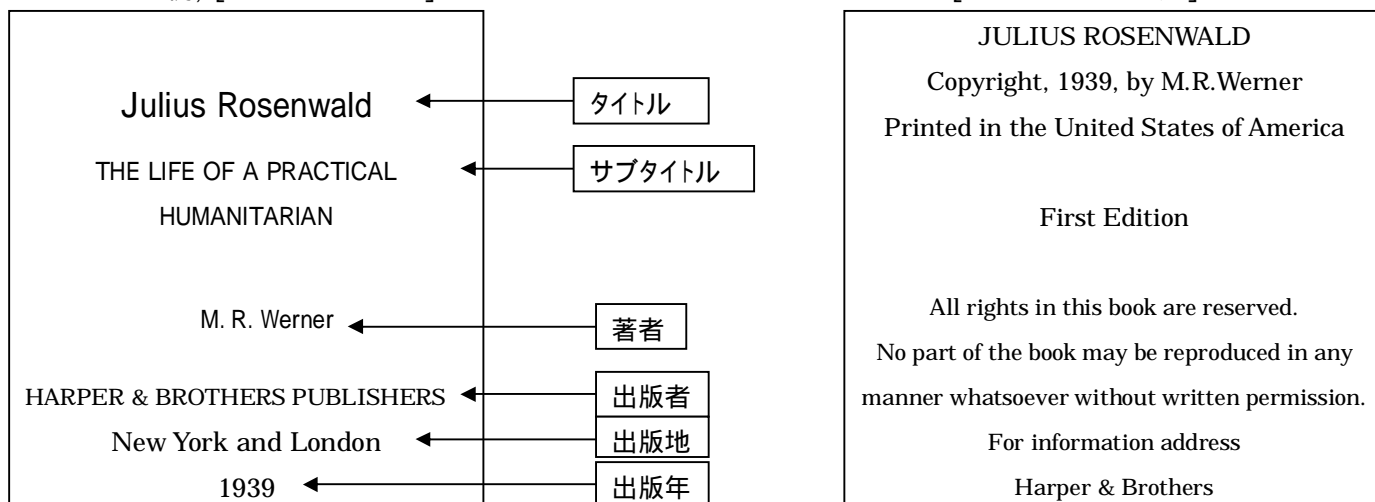 Julius Rosenwald
タイトル
THE LIFE OF A PRACTICAL
サブタイトル
HUMANITARIAN
M. R. Werner
著者
HARPER & BROTHERS PUBLISHERS
出版者
New York and London
出版地
1939
出版年
JULIUS ROSENWALD
Copyright, 1939, by M.R.Werner
Printed in the United States of America
First Edition
All rights in this book are reserved.
No part of the book may be reproduced in any
manner whatsoever without written permission.
For information address
Harper & Brothers